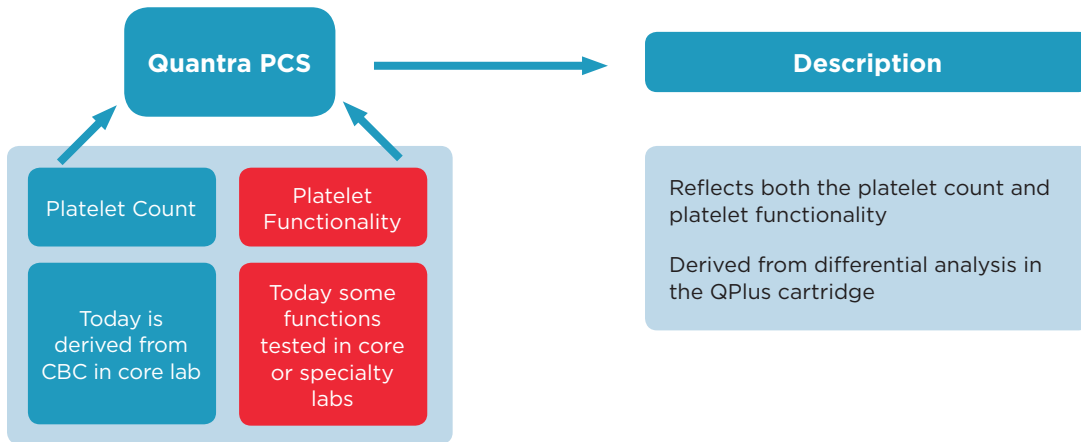 Quantra PCS
Description
Platelet Count
Platelet
Functionality
Today is
derived from
CBC in core lab
Today some
functions
tested in core
or specialty
labs
Reflects both the platelet count and
platelet functionality
Derived from differential analysis in
the QPlus cartridge